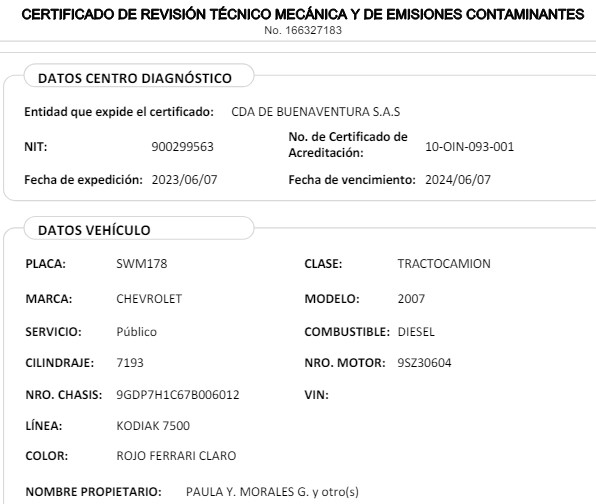 CERTIFICADO DE REVISIÓN TÉCNICO MECÁNICA Y DE EMISIONES CONTAMINANTES
No. 166327183
DATOS CENTRO DIAGNÓSTICO
Entidad que expide el certificado: CDA DE BUENAVENTURA S.A.S
NIT: 900299563 No. de Certificado de Acreditación: 10-OIN-093-001
Fecha de expedición: 2023/06/07 Fecha de vencimiento: 2024/06/07
DATOS VEHÍCULO
PLACA: SWM178 CLASE: TRACTOCAMION
MARCA: CHEVROLET MODELO: 2007
SERVICIO: Público COMBUSTIBLE: DIESEL
CILINDRAJE: 7193 NRO. MOTOR: 9SZ30604
NRO. CHASIS: 9GDP7H1C67B006012 VIN:
LÍNEA: KODIAK 7500
COLOR: ROJO FERRARI CLARO
NOMBRE PROPIETARIO: PAULA Y. MORALES G. y otro(s)